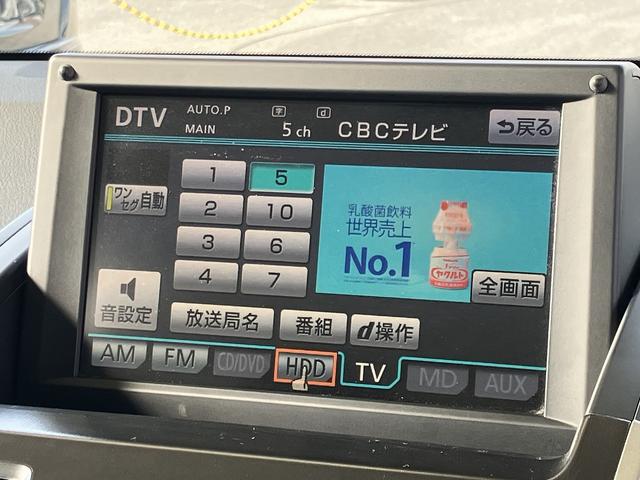 DTV AUTO.P MAIN 字 d 5 ch CBCテレビ 戻る
ワンセグ 自動
1 5
2 10
3 6
4 7
乳酸菌飲料
世界売上
No.1
ヤクルト
全画面
音設定
放送局名 番組 d操作
AM FM CD/DVD HDD TV MD AUX